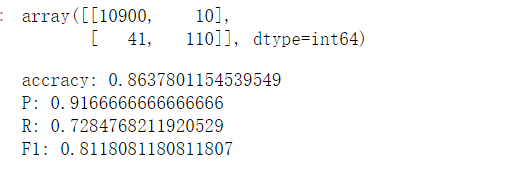 : array([[10900,    10],
       [   41,   110]], dtype=int64)
accracy: 0.8637801154539549
P: 0.9166666666666666
R: 0.7284768211920529
F1: 0.8118081180811807